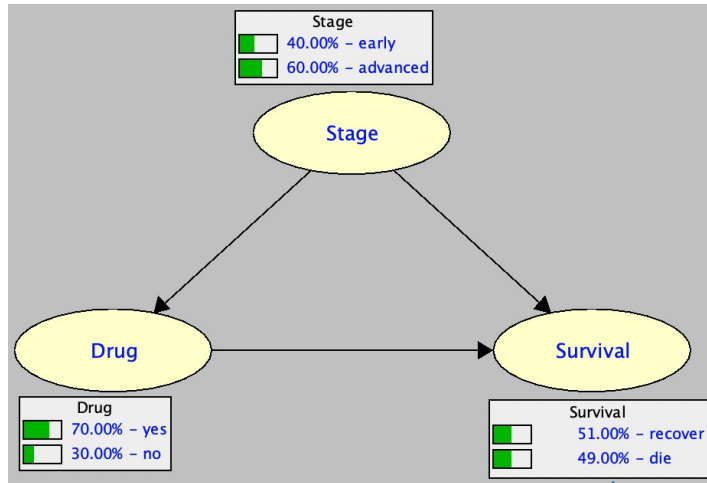 Stage
40.00% - early
60.00% - advanced
Stage
Drug
Survival
Drug
70.00% - yes
30.00% - no
Survival
51.00% - recover
49.00% - die